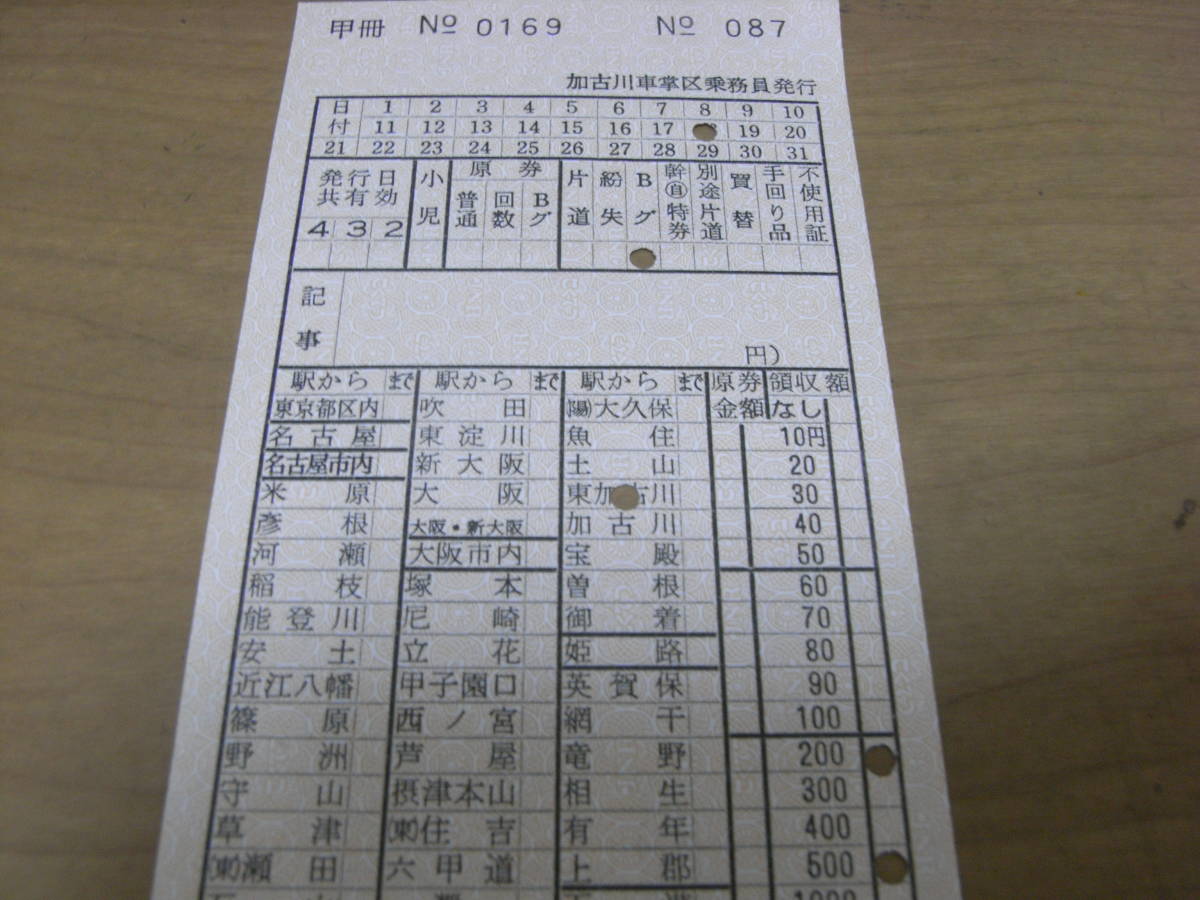 甲冊 No 0169 No 087
加古川車掌区乗務員発行
日 1 2 3 4 5 6 7 8 9 10
付 11 12 13 14 15 16 17 19 20
21 22 23 24 25 26 27 28 29 30 31
発行日共有効 小児 原券 普通 回数 Bグ 片道 紛失 Bグ 幹自特券 別途片道 買替 手回り品 不使用証
4 3 2
記事 円)
駅から まで 駅から まで 駅から まで 原券 領収額
東京都区内 吹田 (陽)大久保 金額 なし
名古屋 東淀川 魚住 10円
名古屋市内 新大阪 土山 20
米原 大阪 東加古川 30
彦根 大阪・新大阪 加古川 40
河瀬 大阪市内 宝殿 50
稲枝 塚本 曽根 60
能登川 尼崎 御着 70
安土 立花 姫路 80
近江八幡 甲子園口 英賀保 90
篠原 西ノ宮 網干 100
野洲 芦屋 竜野 200
守山 摂津本山 相生 300
草津 (東)住吉 有年 400
(東)瀬田 六甲道 上郡 500